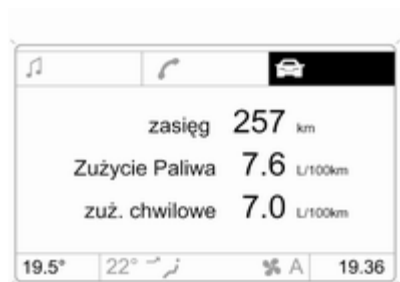 zasięg 257 km
Zużycie Paliwa 7.6 L/100km
zuż. chwilowe 7.0 L/100km
19.5° 22° A 19.36